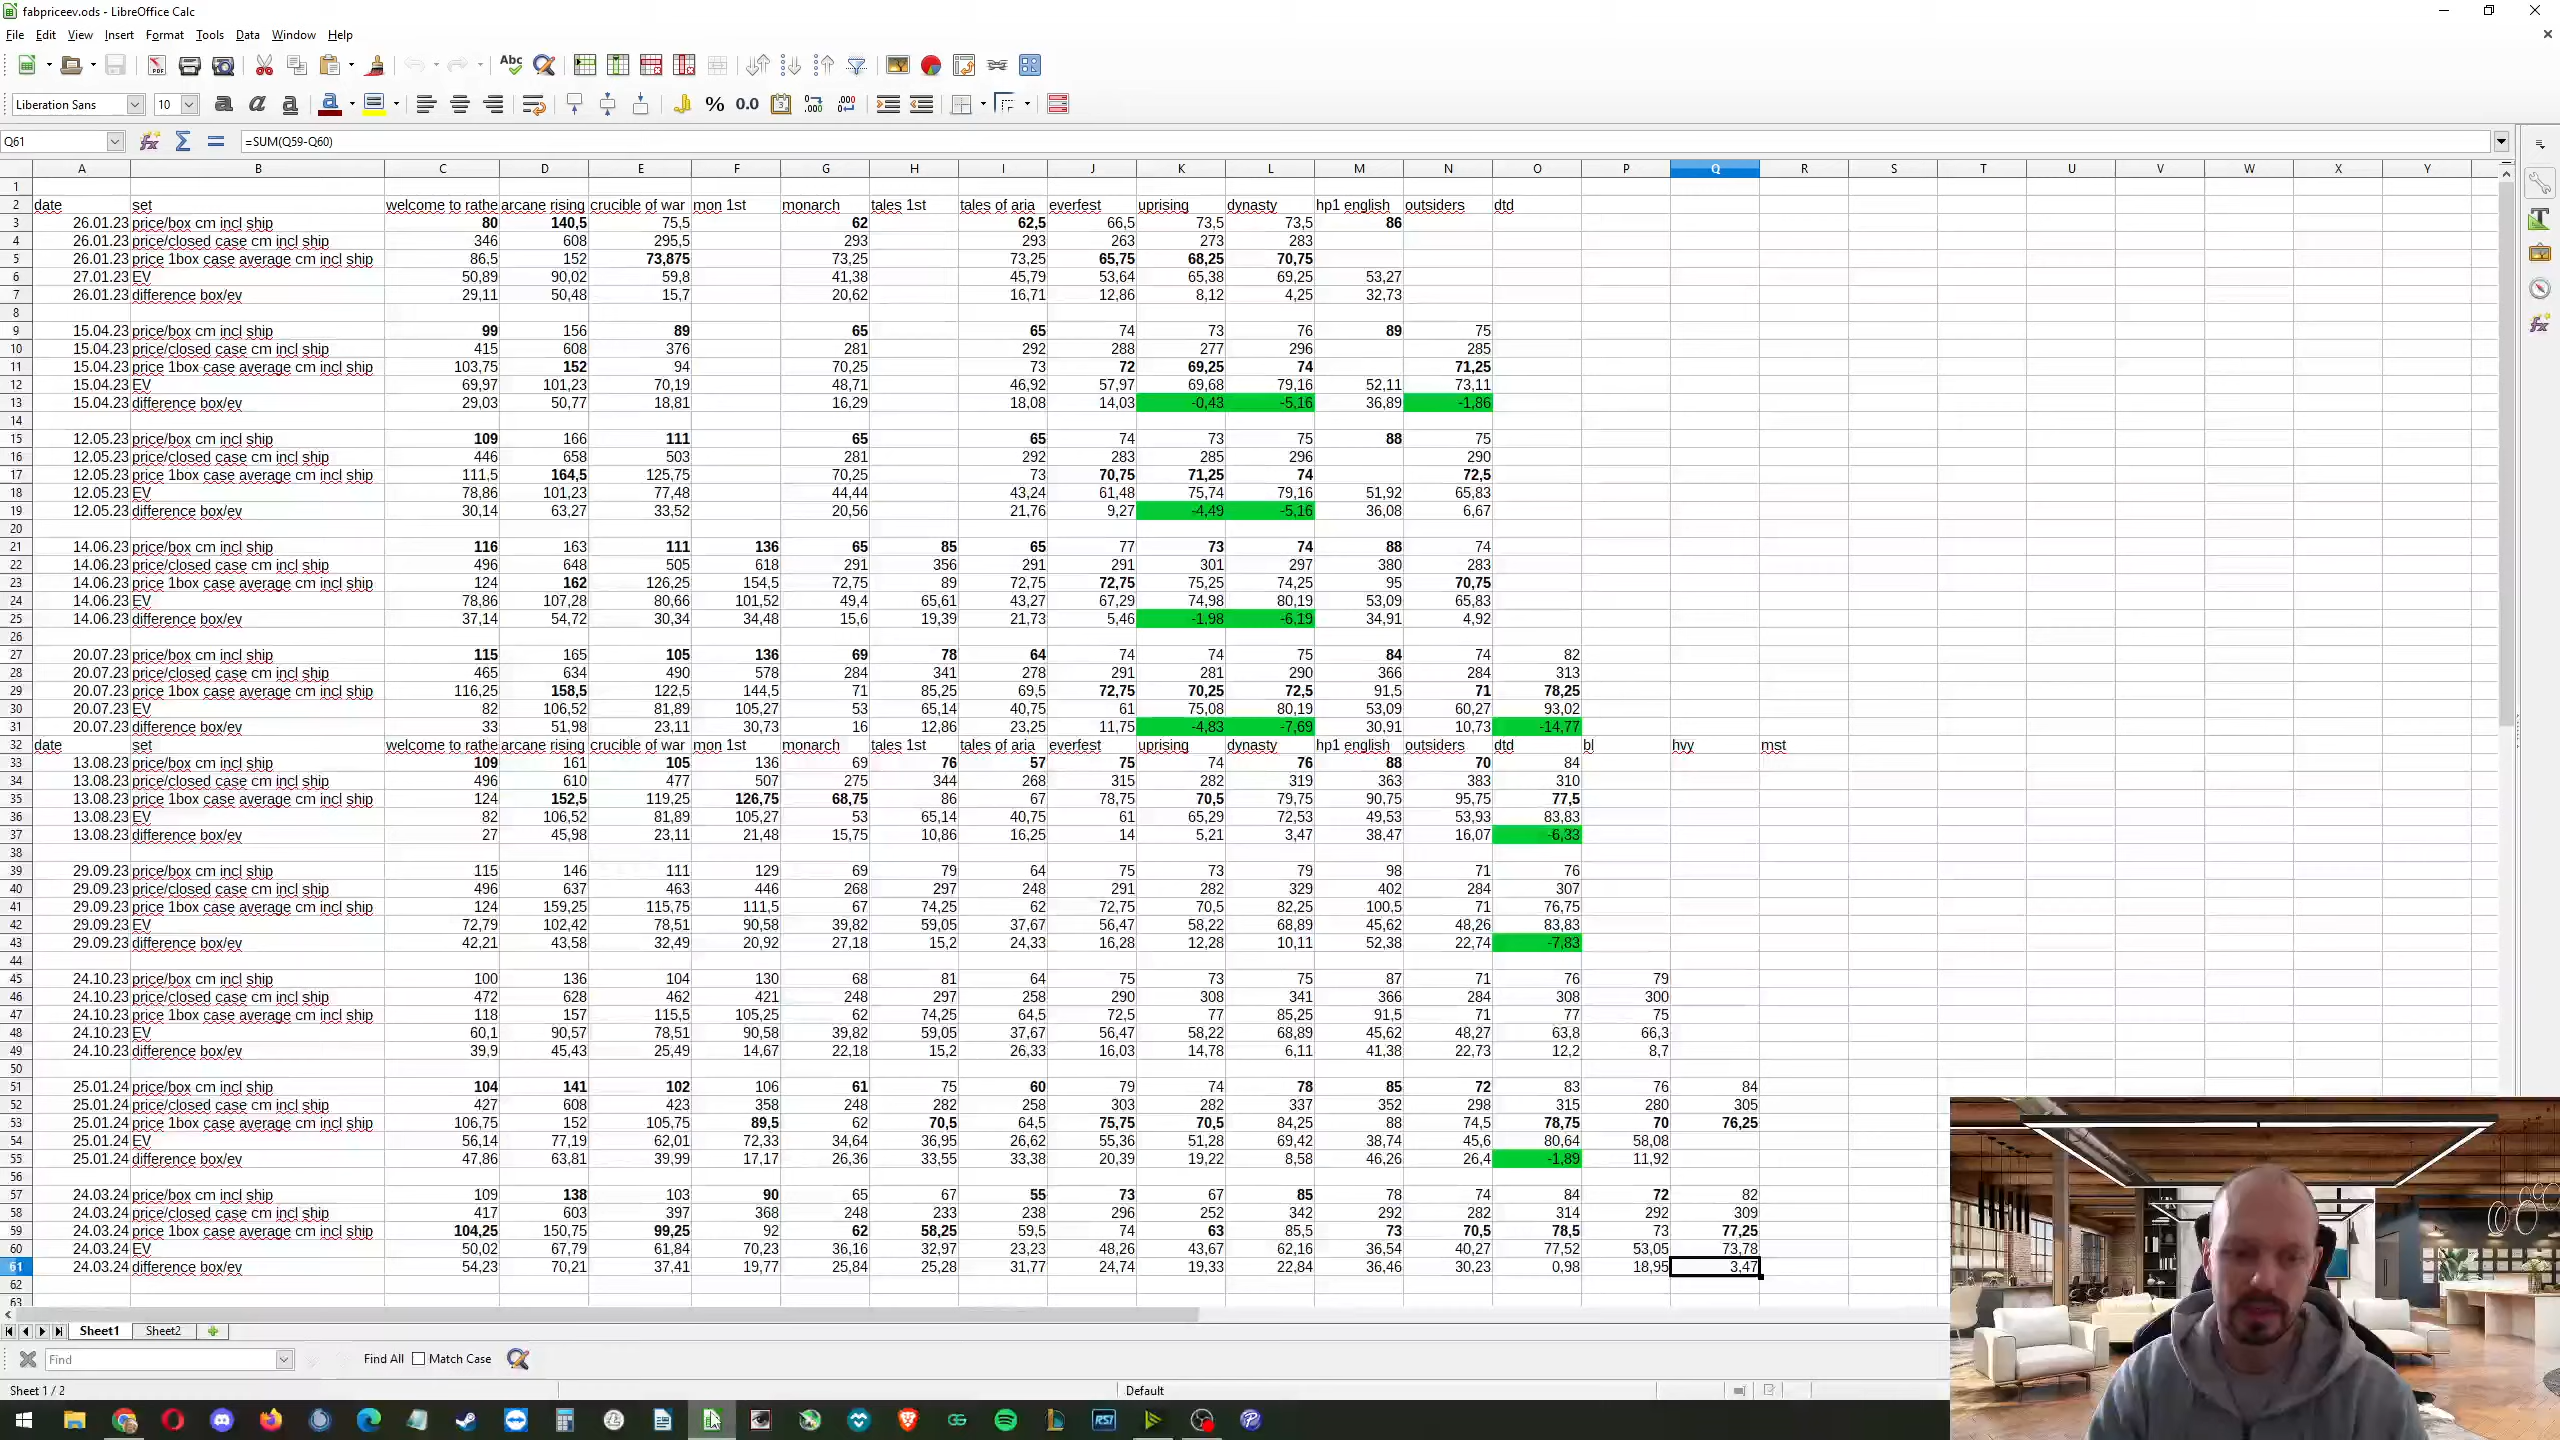 fabpriceev.ods - LibreOffice Calc
File Edit View Insert Format Tools Data Window Help
Liberation Sans 10
Q61 =SUM(Q59-Q60)
A B C D E F G H I J K L M N O P Q R S T U V W X Y
1
2 date set welcome to rathe arcane rising crucible of war mon 1st monarch tales 1st tales of aria everfest uprising dynasty hp1 english outsiders dtd
3 26.01.23 price/box cm incl ship 80 140,5 75,5 62 62,5 66,5 73,5 73,5 86
4 26.01.23 price/closed case cm incl ship 346 608 295,5 293 293 263 273 283
5 26.01.23 price 1box case average cm incl ship 86,5 152 73,875 73,25 73,25 65,75 68,25 70,75
6 27.01.23 EV 50,89 90,02 59,8 41,38 45,79 53,64 65,38 69,25 53,27
7 26.01.23 difference box/ev 29,11 50,48 15,7 20,62 16,71 12,86 8,12 4,25 32,73
8
9 15.04.23 price/box cm incl ship 99 156 89 65 65 74 73 76 89 75
10 15.04.23 price/closed case cm incl ship 415 608 376 281 292 288 277 296 285
11 15.04.23 price 1box case average cm incl ship 103,75 152 94 70,25 73 72 69,25 74 71,25
12 15.04.23 EV 69,97 101,23 70,19 48,71 46,92 57,97 69,68 79,16 52,11 73,11
13 15.04.23 difference box/ev 29,03 50,77 18,81 16,29 18,08 14,03 -0,43 -5,16 36,89 -1,86
14
15 12.05.23 price/box cm incl ship 109 166 111 65 65 74 73 75 88 75
16 12.05.23 price/closed case cm incl ship 446 658 503 281 292 283 285 296 290
17 12.05.23 price 1box case average cm incl ship 111,5 164,5 125,75 70,25 73 70,75 71,25 74 72,5
18 12.05.23 EV 78,86 101,23 77,48 44,44 43,24 61,48 75,74 79,16 51,92 65,83
19 12.05.23 difference box/ev 30,14 63,27 33,52 20,56 21,76 9,27 -4,49 -5,16 36,08 6,67
20
21 14.06.23 price/box cm incl ship 116 163 111 136 65 85 65 77 73 74 88 74
22 14.06.23 price/closed case cm incl ship 496 648 505 618 291 356 291 291 301 297 380 283
23 14.06.23 price 1box case average cm incl ship 124 162 126,25 154,5 72,75 89 72,75 72,75 75,25 74,25 95 70,75
24 14.06.23 EV 78,86 107,28 80,66 101,52 49,4 65,61 43,27 67,29 74,98 80,19 53,09 65,83
25 14.06.23 difference box/ev 37,14 54,72 30,34 34,48 15,6 19,39 21,73 5,46 -1,98 -6,19 34,91 4,92
26
27 20.07.23 price/box cm incl ship 115 165 105 136 69 78 64 74 74 75 84 74 82
28 20.07.23 price/closed case cm incl ship 465 634 490 578 284 341 278 291 281 290 366 284 313
29 20.07.23 price 1box case average cm incl ship 116,25 158,5 122,5 144,5 71 85,25 69,5 72,75 70,25 72,5 91,5 71 78,25
30 20.07.23 EV 82 106,52 81,89 105,27 53 65,14 40,75 61 75,08 80,19 53,09 60,27 93,02
31 20.07.23 difference box/ev 33 51,98 23,11 30,73 16 12,86 23,25 11,75 -4,83 -7,69 30,91 10,73 -14,77
32 date set welcome to rathe arcane rising crucible of war mon 1st monarch tales 1st tales of aria everfest uprising dynasty hp1 english outsiders dtd bl hvy mst
33 13.08.23 price/box cm incl ship 109 161 105 136 69 76 57 75 74 76 88 70 84
34 13.08.23 price/closed case cm incl ship 496 610 477 507 275 344 268 315 282 319 363 383 310
35 13.08.23 price 1box case average cm incl ship 124 152,5 119,25 126,75 68,75 86 67 78,75 70,5 79,75 90,75 95,75 77,5
36 13.08.23 EV 82 106,52 81,89 105,27 53 65,14 40,75 61 65,29 72,53 49,53 53,93 83,83
37 13.08.23 difference box/ev 27 45,98 23,11 21,48 15,75 10,86 16,25 14 5,21 3,47 38,47 16,07 -6,33
38
39 29.09.23 price/box cm incl ship 115 146 111 129 69 79 64 75 73 79 98 71 76
40 29.09.23 price/closed case cm incl ship 496 637 463 446 268 297 248 291 282 329 402 284 307
41 29.09.23 price 1box case average cm incl ship 124 159,25 115,75 111,5 67 74,25 62 72,75 70,5 82,25 100,5 71 76,75
42 29.09.23 EV 72,79 102,42 78,51 90,58 39,82 59,05 37,67 56,47 58,22 68,89 45,62 48,26 83,83
43 29.09.23 difference box/ev 42,21 43,58 32,49 20,92 27,18 15,2 24,33 16,28 12,28 10,11 52,38 22,74 -7,83
44
45 24.10.23 price/box cm incl ship 100 136 104 130 68 81 64 75 73 75 87 71 76 79
46 24.10.23 price/closed case cm incl ship 472 628 462 421 248 297 258 290 308 341 366 284 308 300
47 24.10.23 price 1box case average cm incl ship 118 157 115,5 105,25 62 74,25 64,5 72,5 77 85,25 91,5 71 77 75
48 24.10.23 EV 60,1 90,57 78,51 90,58 39,82 59,05 37,67 56,47 58,22 68,89 45,62 48,27 63,8 66,3
49 24.10.23 difference box/ev 39,9 45,43 25,49 14,67 22,18 15,2 26,33 16,03 14,78 6,11 41,38 22,73 12,2 8,7
50
51 25.01.24 price/box cm incl ship 104 141 102 106 61 75 60 79 74 78 85 72 83 76 84
52 25.01.24 price/closed case cm incl ship 427 608 423 358 248 282 258 303 282 337 352 298 315 280 305
53 25.01.24 price 1box case average cm incl ship 106,75 152 105,75 89,5 62 70,5 64,5 75,75 70,5 84,25 88 74,5 78,75 70 76,25
54 25.01.24 EV 56,14 77,19 62,01 72,33 34,64 36,95 26,62 55,36 51,28 69,42 38,74 45,6 80,64 58,08
55 25.01.24 difference box/ev 47,86 63,81 39,99 17,17 26,36 33,55 33,38 20,39 19,22 8,58 46,26 26,4 -1,89 11,92
56
57 24.03.24 price/box cm incl ship 109 138 103 90 65 67 55 73 67 85 78 74 84 72 82
58 24.03.24 price/closed case cm incl ship 417 603 397 368 248 233 238 296 252 342 292 282 314 292 309
59 24.03.24 price 1box case average cm incl ship 104,25 150,75 99,25 92 62 58,25 59,5 74 63 85,5 73 70,5 78,5 73 77,25
60 24.03.24 EV 50,02 67,79 61,84 70,23 36,16 32,97 23,23 48,26 43,67 62,16 36,54 40,27 77,52 53,05 73,78
61 24.03.24 difference box/ev 54,23 70,21 37,41 19,77 25,84 25,28 31,77 24,74 19,33 22,84 36,46 30,23 0,98 18,95 3,47
62
63
Sheet1 Sheet2
Find Find All Match Case
Sheet 1 / 2 Default